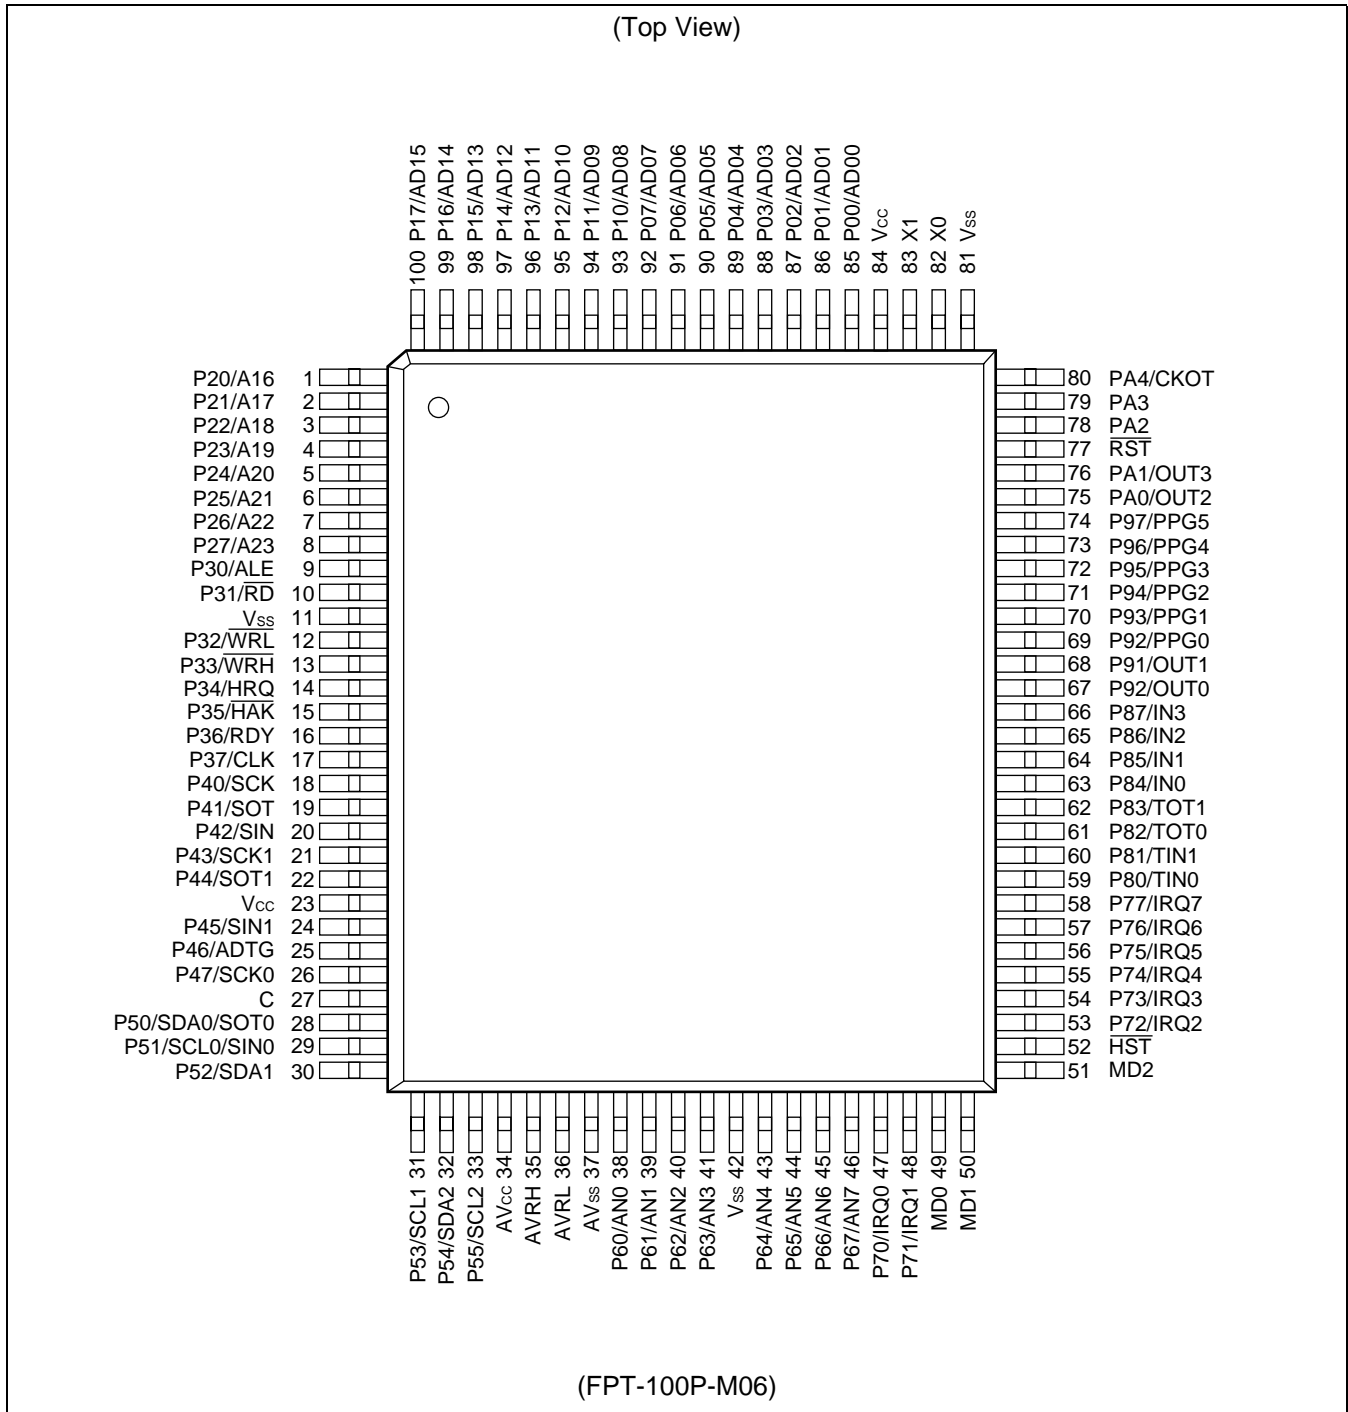 (Top View)
100 P17/AD15
99 P16/AD14
98 P15/AD13
97 P14/AD12
96 P13/AD11
95 P12/AD10
94 P11/AD09
93 P10/AD08
92 P07/AD07
91 P06/AD06
90 P05/AD05
89 P04/AD04
88 P03/AD03
87 P02/AD02
86 P01/AD01
85 P00/AD00
84 Vcc
83 X1
82 X0
81 Vss
P20/A16 1
P21/A17 2
P22/A18 3
P23/A19 4
P24/A20 5
P25/A21 6
P26/A22 7
P27/A23 8
P30/ALE 9
P31/R̅D̅ 10
Vss 11
P32/W̅R̅L̅ 12
P33/W̅R̅H̅ 13
P34/HRQ 14
P35/H̅A̅K̅ 15
P36/RDY 16
P37/CLK 17
P40/SCK 18
P41/SOT 19
P42/SIN 20
P43/SCK1 21
P44/SOT1 22
Vcc 23
P45/SIN1 24
P46/ADTG 25
P47/SCK0 26
C 27
P50/SDA0/SOT0 28
P51/SCL0/SIN0 29
P52/SDA1 30
80 PA4/CKOT
79 PA3
78 PA2
77 R̅S̅T̅
76 PA1/OUT3
75 PA0/OUT2
74 P97/PPG5
73 P96/PPG4
72 P95/PPG3
71 P94/PPG2
70 P93/PPG1
69 P92/PPG0
68 P91/OUT1
67 P92/OUT0
66 P87/IN3
65 P86/IN2
64 P85/IN1
63 P84/IN0
62 P83/TOT1
61 P82/TOT0
60 P81/TIN1
59 P80/TIN0
58 P77/IRQ7
57 P76/IRQ6
56 P75/IRQ5
55 P74/IRQ4
54 P73/IRQ3
53 P72/IRQ2
52 H̅S̅T̅
51 MD2
P53/SCL1 31
P54/SDA2 32
P55/SCL2 33
AVcc 34
AVRH 35
AVRL 36
AVss 37
P60/AN0 38
P61/AN1 39
P62/AN2 40
P63/AN3 41
Vss 42
P64/AN4 43
P65/AN5 44
P66/AN6 45
P67/AN7 46
P70/IRQ0 47
P71/IRQ1 48
MD0 49
MD1 50
(FPT-100P-M06)